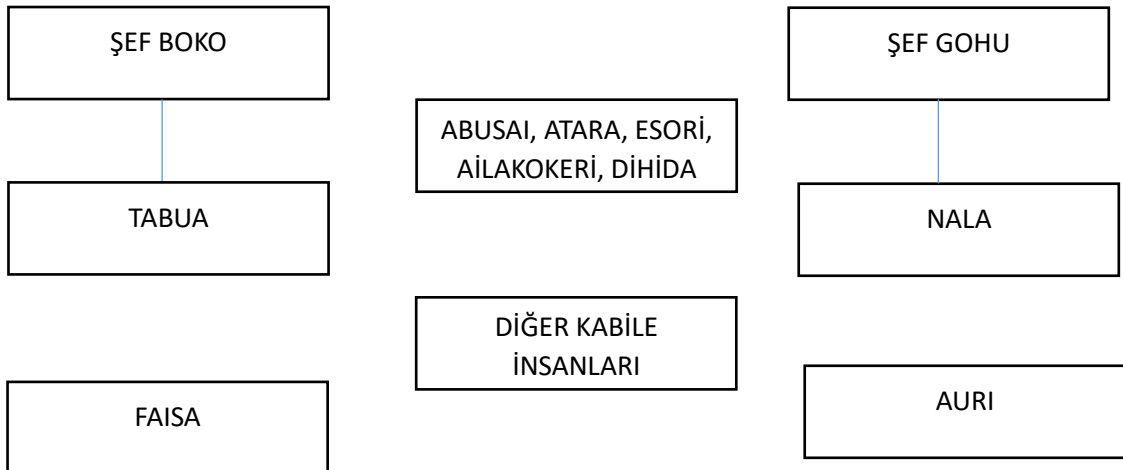 ŞEF BOKO
ŞEF GOHU
ABUSAI, ATARA, ESORİ,
AİLAKOKERİ, DİHİDA
TABUA
NALA
DİĞER KABİLE
İNSANLARI
FAISA
AURI